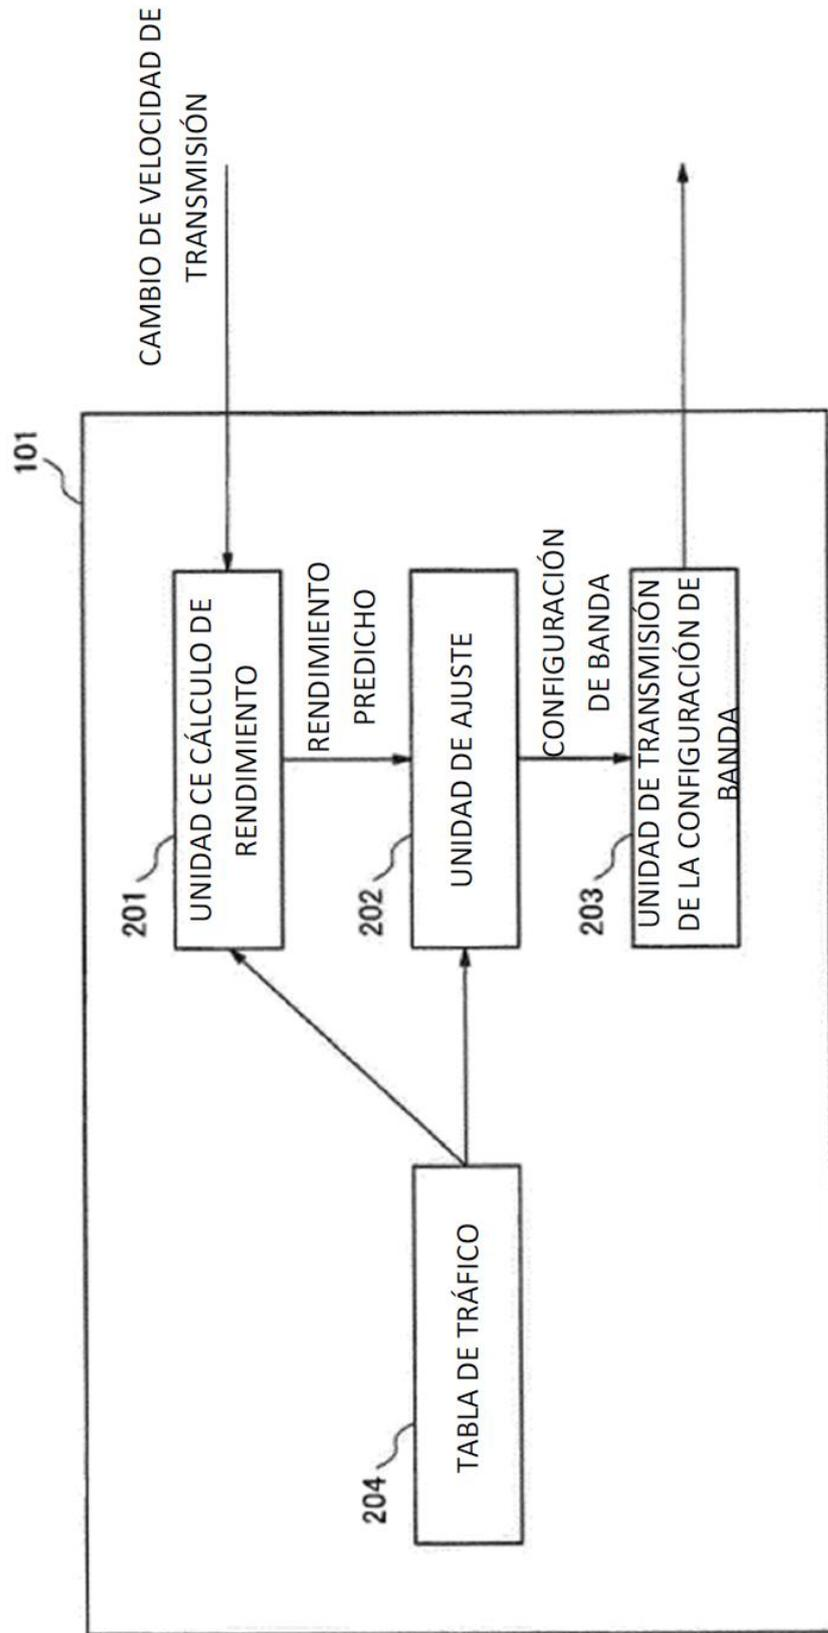 CAMBIO DE VELOCIDAD DE
TRANSMISIÓN
101
201
UNIDAD CE CÁLCULO DE
RENDIMIENTO
RENDIMIENTO
PREDICHO
202
UNIDAD DE AJUSTE
CONFIGURACIÓN
DE BANDA
203
UNIDAD DE TRANSMISIÓN
DE LA CONFIGURACIÓN DE
BANDA
204
TABLA DE TRÁFICO